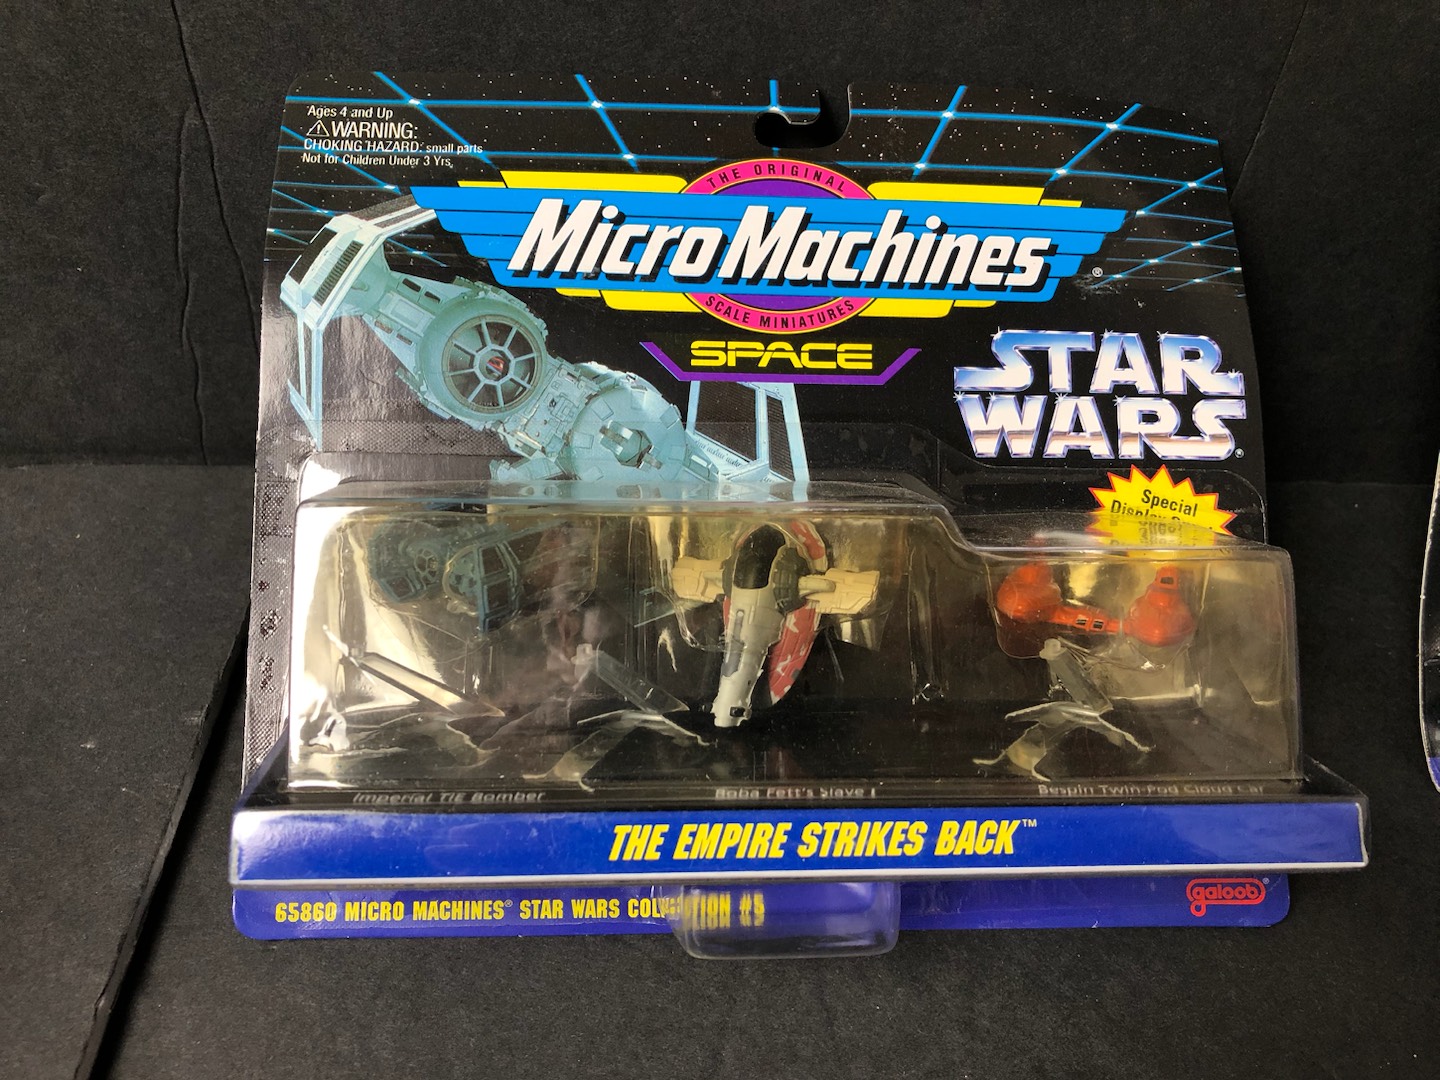 Ages 4 and Up
⚠WARNING:
CHOKING HAZARD: small parts
Not for Children Under 3 Yrs.
THE ORIGINAL
Micro Machines®
SCALE MINIATURES
SPACE
STAR
WARS®
Special
Display
Imperial TIE Bomber
Boba Fett's Slave I
Bespin Twin-Pod Cloud Car
THE EMPIRE STRIKES BACK™
65860 MICRO MACHINES® STAR WARS COLLECTION #5
galoob®